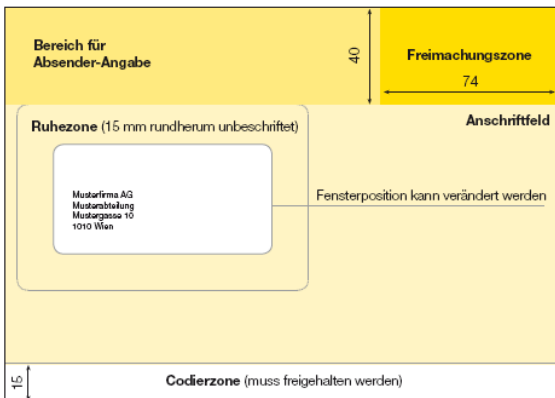 Bereich für
Absender-Angabe
40
Freimachungszone
74
Anschriftfeld
Ruhezone (15 mm rundherum unbeschriftet)
Musterfirma AG
Musterabteilung
Mustergasse 10
1010 Wien
Fensterposition kann verändert werden
15
Codierzone (muss freigehalten werden)